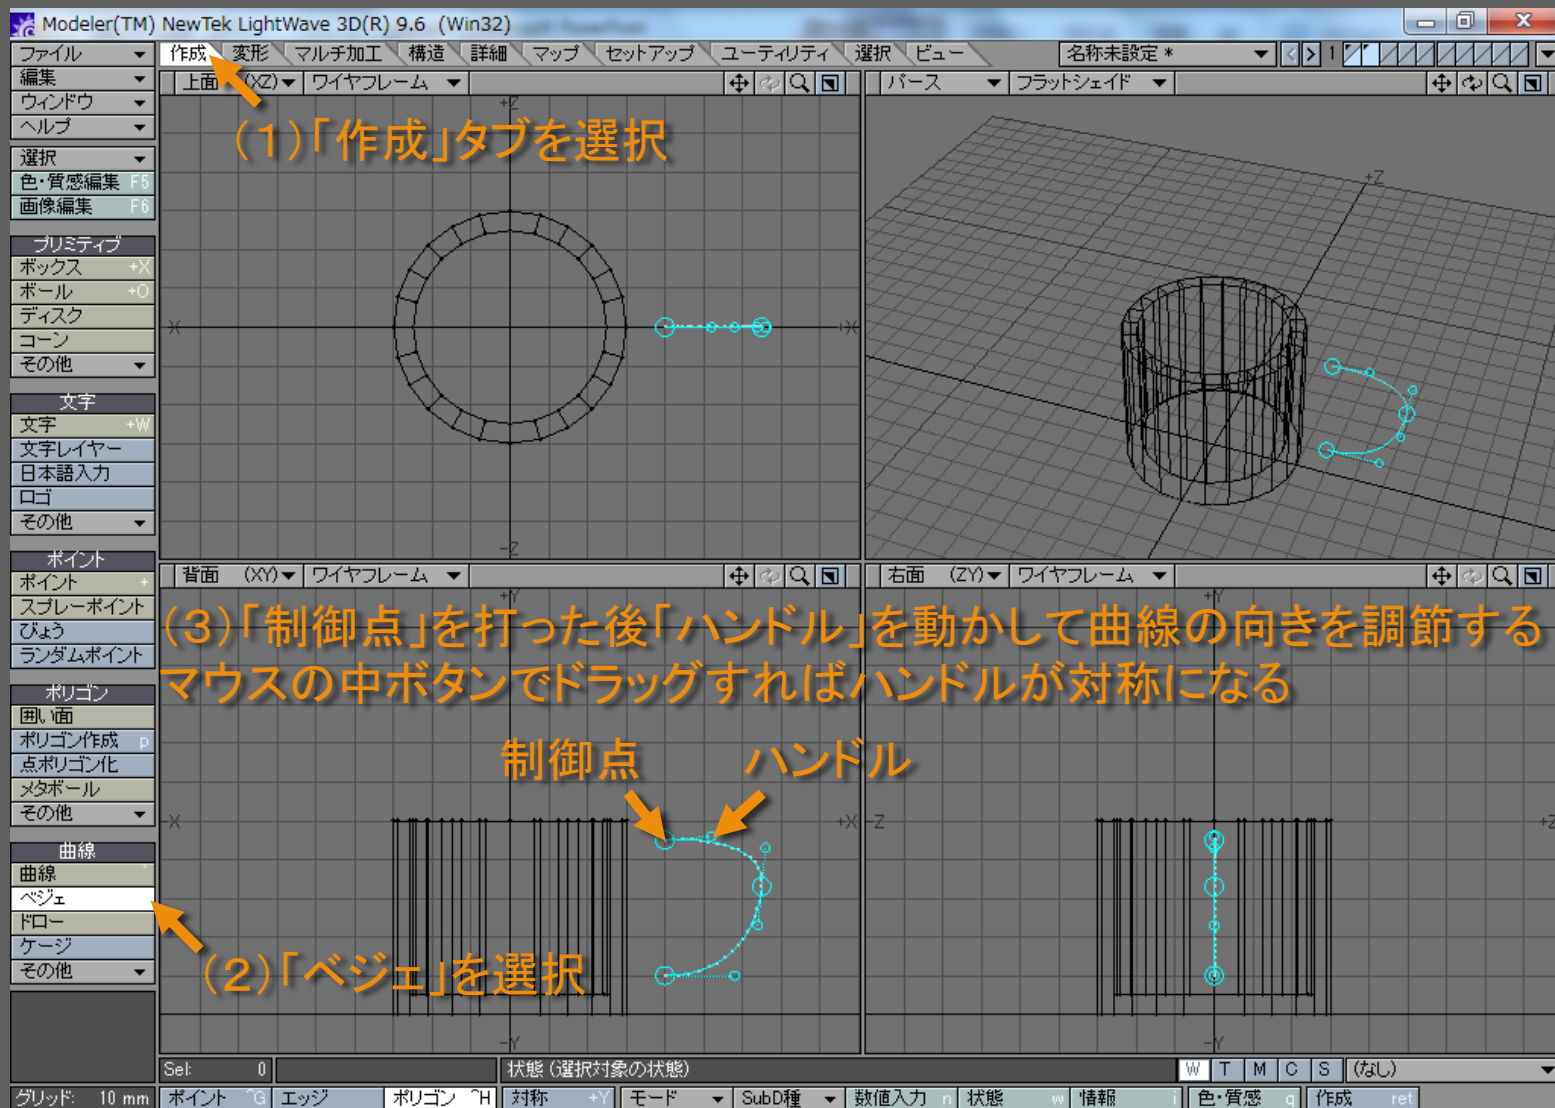 Modeler(TM) NewTek LightWave 3D(R) 9.6 (Win32)
ファイル 作成 変形 マルチ加工 構造 詳細 マップ セットアップ ユーティリティ 選択 ビュー 名称未設定 * 1
編集
ウィンドウ
ヘルプ
選択
色・質感編集 F5
画像編集 F6
プリミティブ
ボックス +X
ボール +O
ディスク
コーン
その他
文字
文字 +W
文字レイヤー
日本語入力
ロゴ
その他
ポイント
ポイント +
スプレーポイント
びょう
ランダムポイント
ポリゴン
囲い面
ポリゴン作成 p
点ポリゴン化
メタボール
その他
曲線
曲線 `
ベジェ
ドロー
ケージ
その他
上面 (XZ) ワイヤフレーム
+Z
-X +X
-Z
(1)「作成」タブを選択
パース フラットシェイド
+Z
背面 (XY) ワイヤフレーム
+Y
-X +X
-Y
右面 (ZY) ワイヤフレーム
+Y
-Z +Z
-Y
(3)「制御点」を打った後「ハンドル」を動かして曲線の向きを調節する
マウスの中ボタンでドラッグすればハンドルが対称になる
制御点 ハンドル
(2)「ベジェ」を選択
Sel: 0 状態 (選択対象の状態) W T M C S (なし)
グリッド: 10 mm ポイント ^G エッジ ポリゴン ^H 対称 +Y モード SubD種 数値入力 n 状態 w 情報 i 色・質感 q 作成 ret